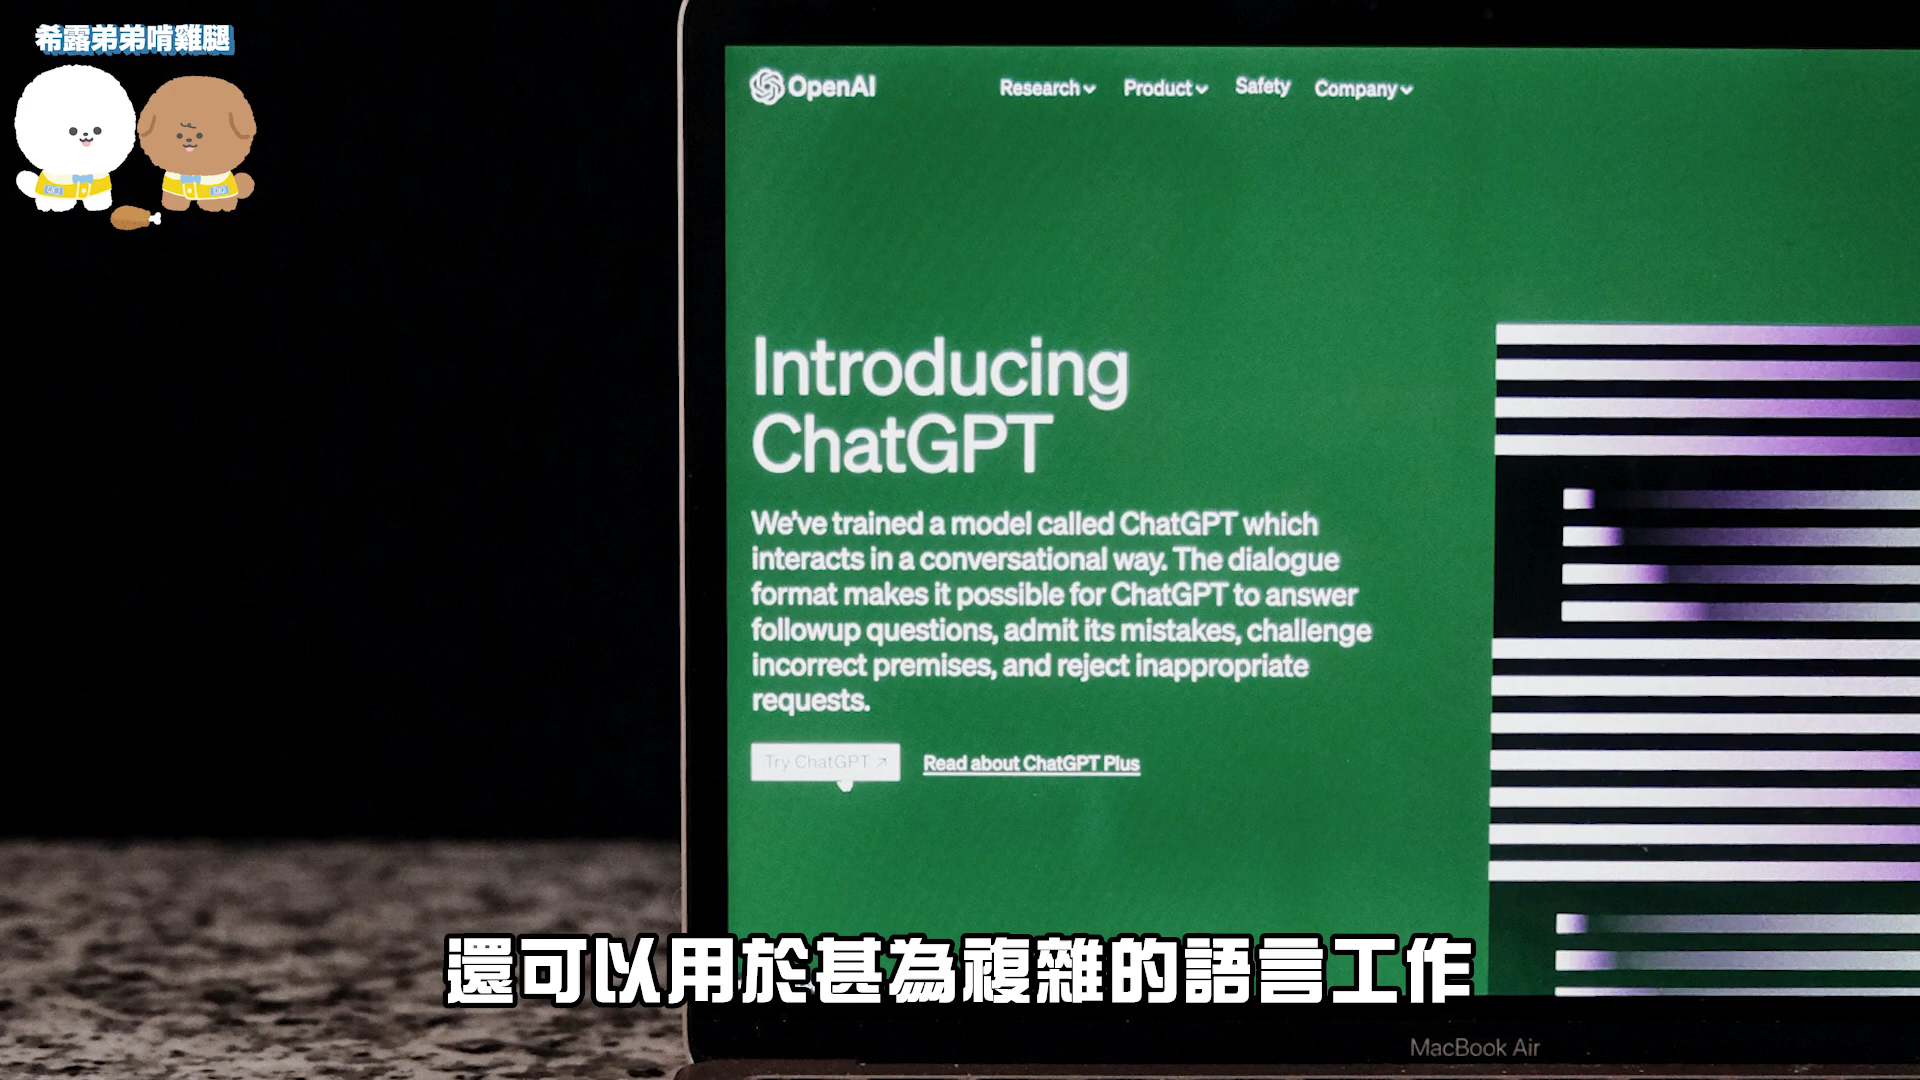 希露弟弟啃雞腿
OpenAI
Research Product Safety Company
Introducing
ChatGPT
We've trained a model called ChatGPT which
interacts in a conversational way. The dialogue
format makes it possible for ChatGPT to answer
followup questions, admit its mistakes, challenge
incorrect premises, and reject inappropriate
requests.
Try ChatGPT ↗ Read about ChatGPT Plus
還可以用於甚為複雜的語言工作
MacBook Air